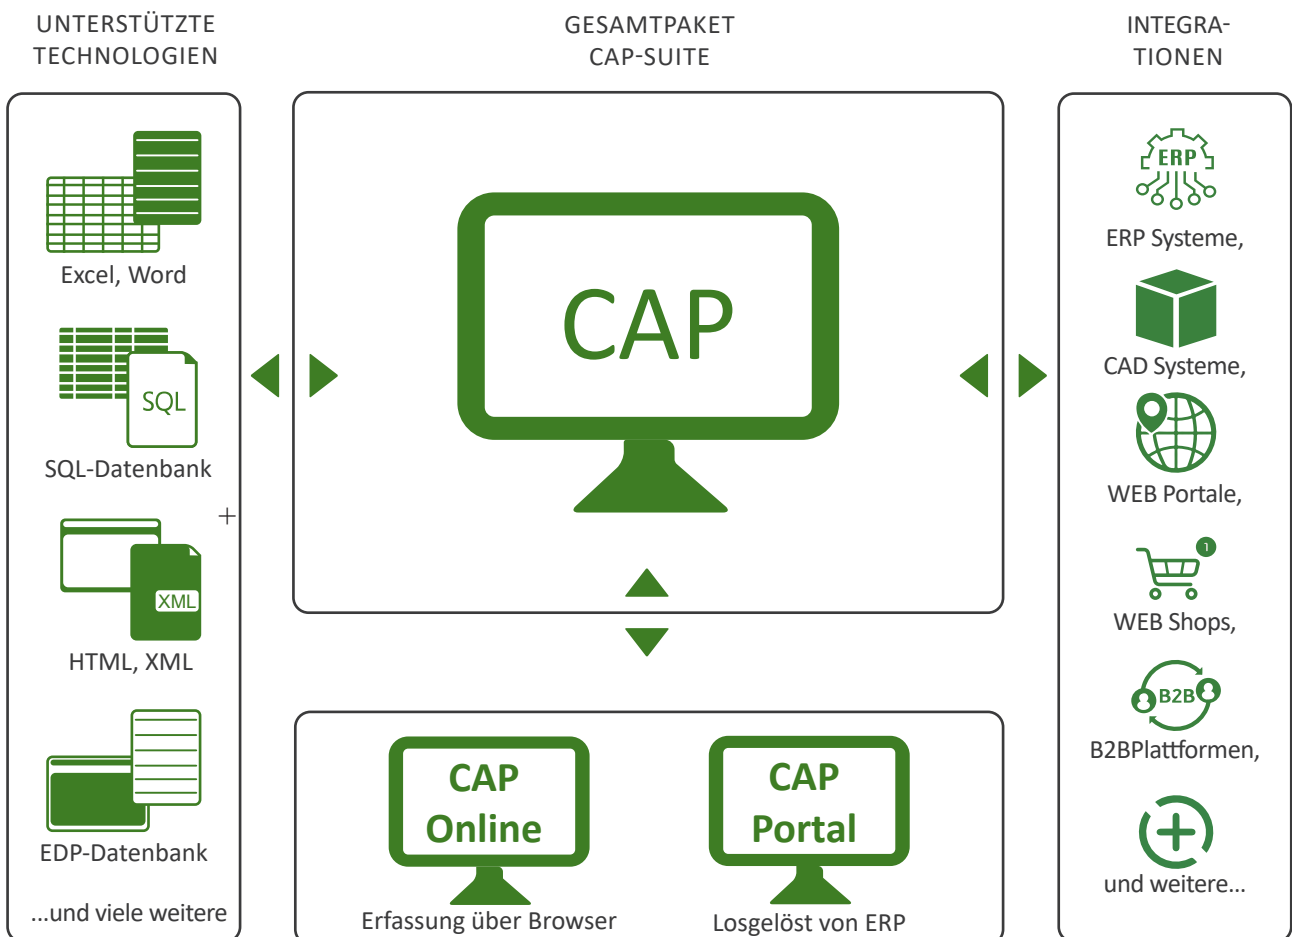 UNTERSTÜTZTE
TECHNOLOGIEN
Excel, Word
SQL
SQL-Datenbank
+
XML
HTML, XML
EDP-Datenbank
...und viele weitere
GESAMTPAKET
CAP-SUITE
CAP
CAP
Online
Erfassung über Browser
CAP
Portal
Losgelöst von ERP
INTEGRA-
TIONEN
ERP
ERP Systeme,
CAD Systeme,
WEB Portale,
1
WEB Shops,
B2B
B2BPlattformen,
und weitere...